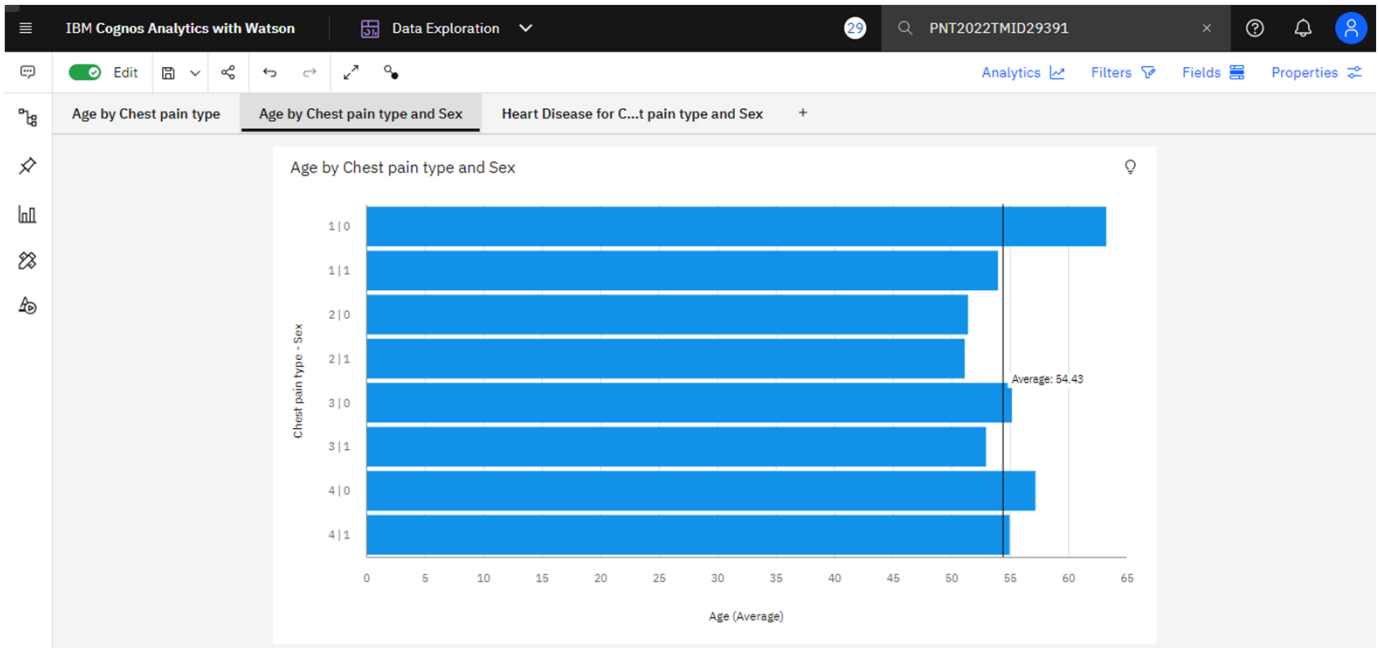 IBM Cognos Analytics with Watson
Data Exploration
29
PNT2022TMID29391
Edit
Analytics
Filters
Fields
Properties
Age by Chest pain type
Age by Chest pain type and Sex
Heart Disease for C...t pain type and Sex
+
Age by Chest pain type and Sex
Chest pain type - Sex
1|0
1|1
2|0
2|1
3|0
3|1
4|0
4|1
Average: 54.43
0 5 10 15 20 25 30 35 40 45 50 55 60 65
Age (Average)